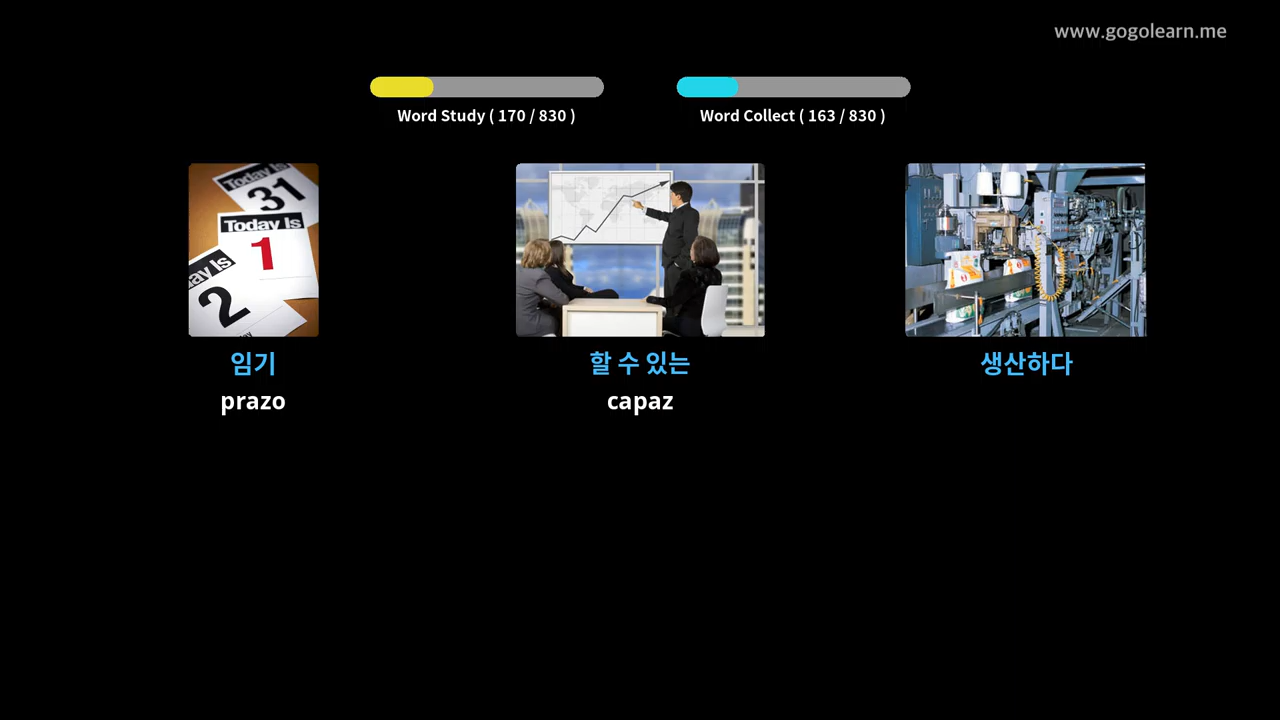 www.gogolearn.me
Word Study ( 170 / 830 )
Word Collect ( 163 / 830 )
Today Is
31
Today Is
1
ay Is
2
임기
할 수 있는
생산하다
prazo
capaz